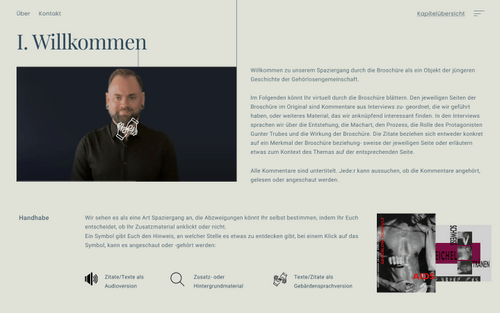 Über Kontakt Kapitelübersicht
I. Willkommen
Willkommen zu unserem Spaziergang durch die Broschüre als ein Objekt der jüngeren
Geschichte der Gehörlosengemeinschaft.
Im Folgenden könnt Ihr virtuell durch die Broschüre blättern. Den jeweiligen Seiten der
Broschüre im Original sind Kommentare aus Interviews zu- geordnet, die wir geführt
haben, oder weiteres Material, das wir anknüpfend interessant finden. In den Interviews
sprachen wir über die Entstehung, die Machart, den Prozess, die Rolle des Protagonisten
Gunter Trubes und die Wirkung der Broschüre. Die Zitate beziehen sich entweder konkret
auf ein Merkmal der Broschüre beziehung- sweise der jeweiligen Seite oder erläutern
etwas zum Kontext des Themas auf der entsprechenden Seite.
Alle Kommentare sind untertitelt. Jede:r kann aussuchen, ob die Kommentare angehört,
gelesen oder angeschaut werden.
Handhabe
Wir sehen es als eine Art Spaziergang an, die Abzweigungen könnt Ihr selbst bestimmen, indem Ihr Euch
entscheidet, ob Ihr Zusatzmaterial anklickt oder nicht.
Ein Symbol gibt Euch den Hinweis, an welcher Stelle es etwas zu entdecken gibt, bei einem Klick auf das
Symbol, kann es angeschaut oder -gehört werden:
Zitate/Texte als
Audioversion
Zusatz- oder
Hintergrundmaterial
Texte/Zitate als
Gebärdensprachversion
AIDS
EICHEL
TRÄNEN